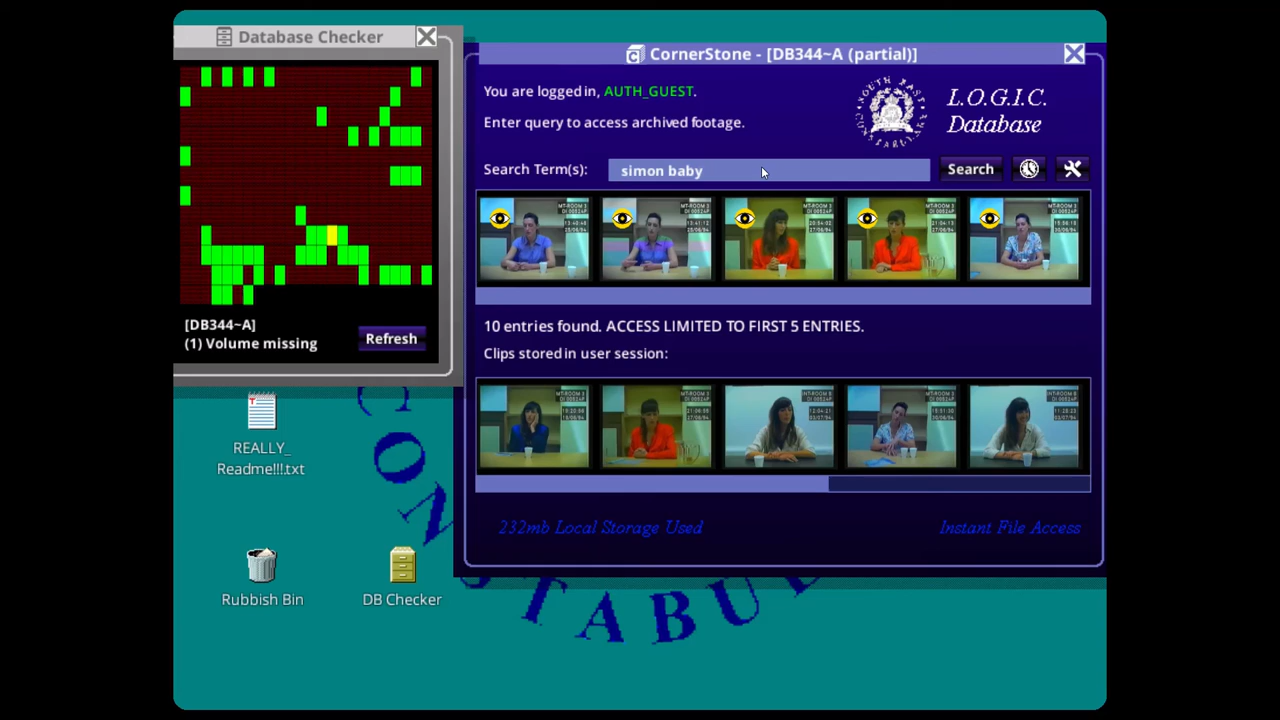 Database Checker
[DB344~A]
(1) Volume missing
Refresh
CornerStone - [DB344~A (partial)]
You are logged in, AUTH_GUEST.
Enter query to access archived footage.
L.O.G.I.C.
Database
Search Term(s):
simon baby
Search
10 entries found. ACCESS LIMITED TO FIRST 5 ENTRIES.
Clips stored in user session:
232mb Local Storage Used
Instant File Access
REALLY_
Readme!!!.txt
Rubbish Bin
DB Checker